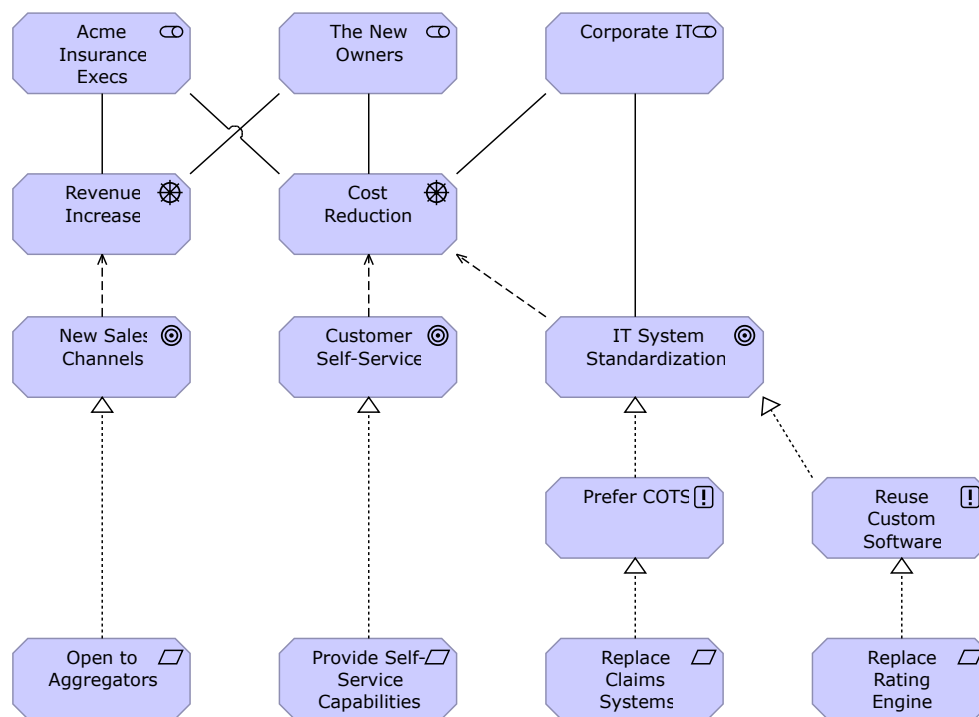 Acme
Insurance
Execs
The New
Owners
Corporate IT
Revenue
Increase
Cost
Reduction
New Sales
Channels
Customer
Self-Service
IT System
Standardization
Prefer COTS
Reuse
Custom
Software
Open to
Aggregators
Provide Self-
Service
Capabilities
Replace
Claims
Systems
Replace
Rating
Engine